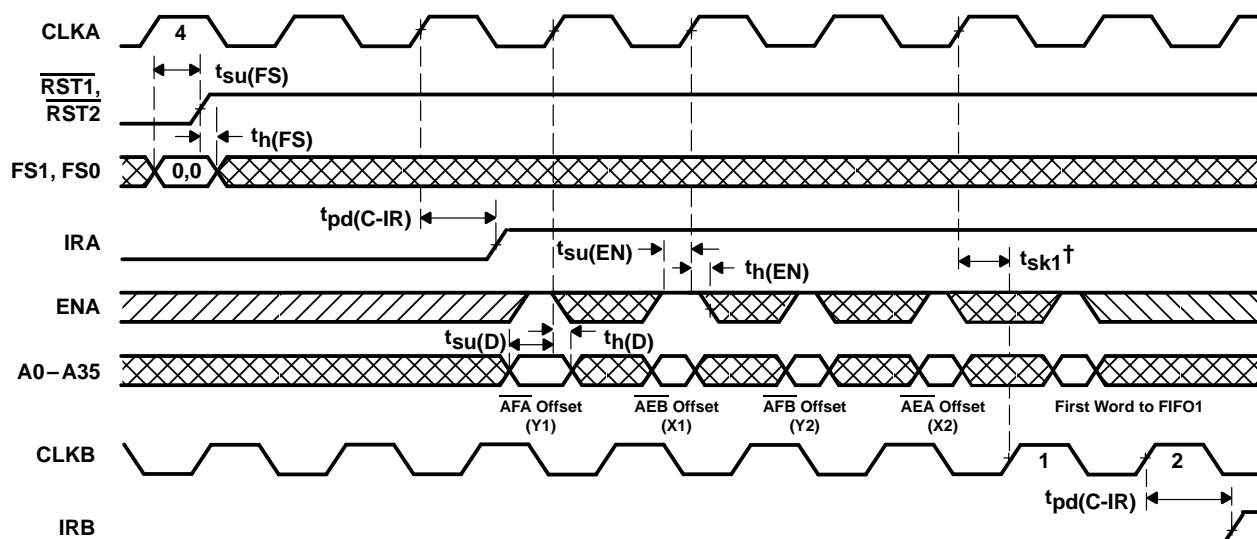 CLKA
4
tsu(FS)
RST1,
RST2
th(FS)
FS1, FS0
0,0
tpd(C-IR)
IRA
tsu(EN)
th(EN)
tsk1†
ENA
tsu(D)
th(D)
A0–A35
AFA Offset
(Y1)
AEB Offset
(X1)
AFB Offset
(Y2)
AEA Offset
(X2)
First Word to FIFO1
CLKB
1
2
tpd(C-IR)
IRB